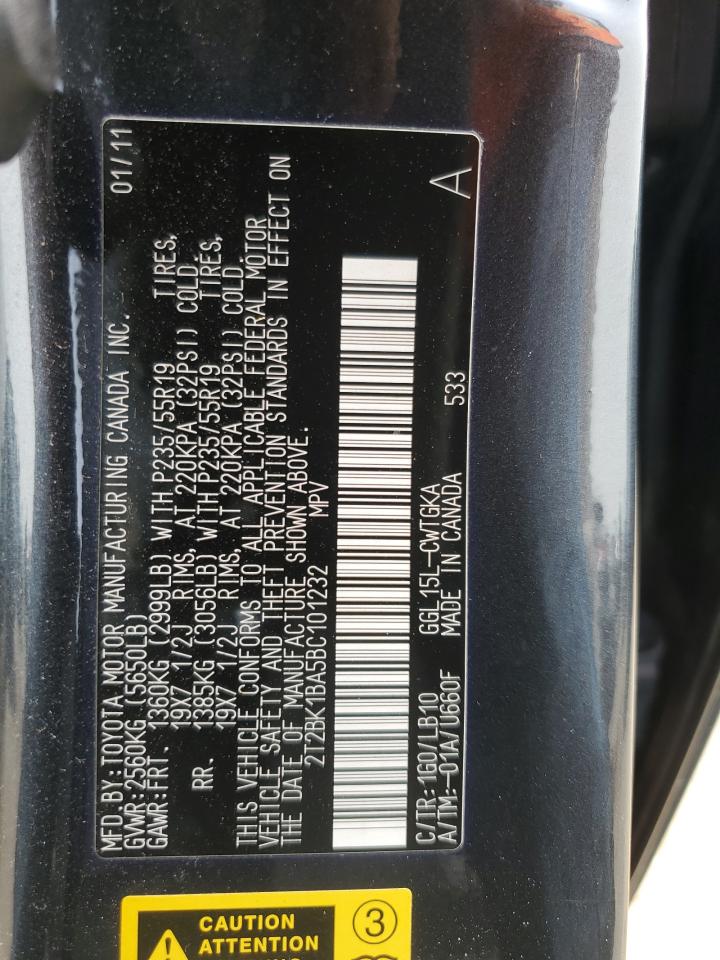 MFD.BY:TOYOTA MOTOR MANUFACTURING CANADA INC. 01/11
GVWR:2560KG (5650LB)
GAWR:FRT. 1360KG (2999LB) WITH P235/55R19 TIRES,
19X7 1/2J RIMS, AT 220KPA (32PSI) COLD.
RR. 1385KG (3056LB) WITH P235/55R19 TIRES,
19X7 1/2J RIMS, AT 220KPA (32PSI) COLD.
THIS VEHICLE CONFORMS TO ALL APPLICABLE FEDERAL MOTOR
VEHICLE SAFETY AND THEFT PREVENTION STANDARDS IN EFFECT ON
THE DATE OF MANUFACTURE SHOWN ABOVE.
2T2BK1BA5BC101232 MPV
C/TR:1G0/LB10 GGL15L-CWTGKA
A/TM:-01A/U660F MADE IN CANADA 533 A
CAUTION
ATTENTION
3